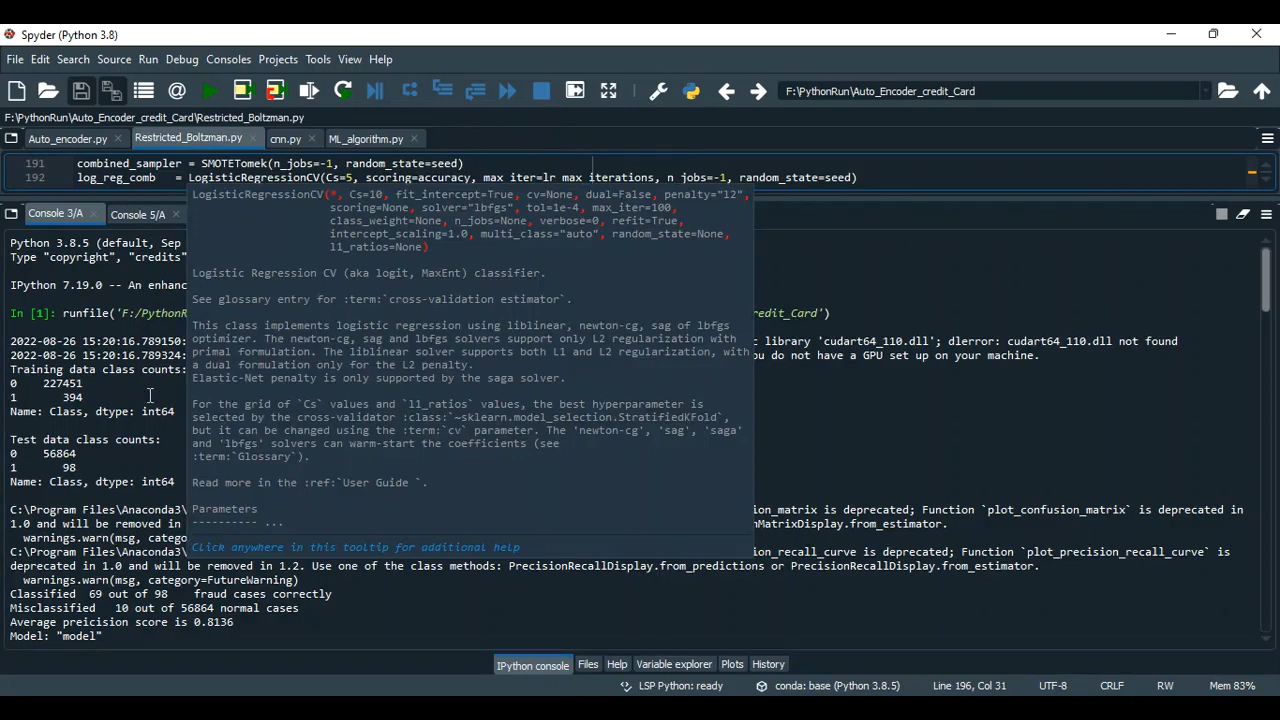 Spyder (Python 3.8)
File Edit Search Source Run Debug Consoles Projects Tools View Help
F:\PythonRun\Auto_Encoder_credit_Card
F:\PythonRun\Auto_Encoder_credit_Card\Restricted_Boltzman.py
Auto_encoder.py Restricted_Boltzman.py cnn.py ML_algorithm.py
191 combined_sampler = SMOTETomek(n_jobs=-1, random_state=seed)
192 log_reg_comb = LogisticRegressionCV(Cs=5, scoring=accuracy, max_iter=lr_max_iterations, n_jobs=-1, random_state=seed)
LogisticRegressionCV(*, Cs=10, fit_intercept=True, cv=None, dual=False, penalty="l2",
scoring=None, solver="lbfgs", tol=1e-4, max_iter=100,
class_weight=None, n_jobs=None, verbose=0, refit=True,
intercept_scaling=1.0, multi_class="auto", random_state=None,
l1_ratios=None)
Logistic Regression CV (aka logit, MaxEnt) classifier.
See glossary entry for :term:`cross-validation estimator`.
This class implements logistic regression using liblinear, newton-cg, sag of lbfgs
optimizer. The newton-cg, sag and lbfgs solvers support only L2 regularization with
primal formulation. The liblinear solver supports both L1 and L2 regularization, with
a dual formulation only for the L2 penalty.
Elastic-Net penalty is only supported by the saga solver.
For the grid of `Cs` values and `l1_ratios` values, the best hyperparameter is
selected by the cross-validator :class:`~sklearn.model_selection.StratifiedKFold`,
but it can be changed using the :term:`cv` parameter. The 'newton-cg', 'sag', 'saga'
and 'lbfgs' solvers can warm-start the coefficients (see
:term:`Glossary`).
Read more in the :ref:`User Guide `.
Parameters
---------- ...
Click anywhere in this tooltip for additional help
Console 3/A Console 5/A
Python 3.8.5 (default, Sep
Type "copyright", "credits"
IPython 7.19.0 -- An enhanc
In [1]: runfile('F:/PythonR redit_Card')
2022-08-26 15:20:16.789150: c library 'cudart64_110.dll'; dlerror: cudart64_110.dll not found
2022-08-26 15:20:16.789324: you do not have a GPU set up on your machine.
Training data class counts:
0 227451
1 394
Name: Class, dtype: int64
Test data class counts:
0 56864
1 98
Name: Class, dtype: int64
C:\Program Files\Anaconda3\ ion_matrix is deprecated; Function `plot_confusion_matrix` is deprecated in
1.0 and will be removed in nMatrixDisplay.from_estimator.
warnings.warn(msg, catego
C:\Program Files\Anaconda3\ _recall_curve is deprecated; Function `plot_precision_recall_curve` is
deprecated in 1.0 and will be removed in 1.2. Use one of the class methods: PrecisionRecallDisplay.from_predictions or PrecisionRecallDisplay.from_estimator.
warnings.warn(msg, category=FutureWarning)
Classified 69 out of 98 fraud cases correctly
Misclassified 10 out of 56864 normal cases
Average preicision score is 0.8136
Model: "model"
IPython console Files Help Variable explorer Plots History
LSP Python: ready conda: base (Python 3.8.5) Line 196, Col 31 UTF-8 CRLF RW Mem 83%